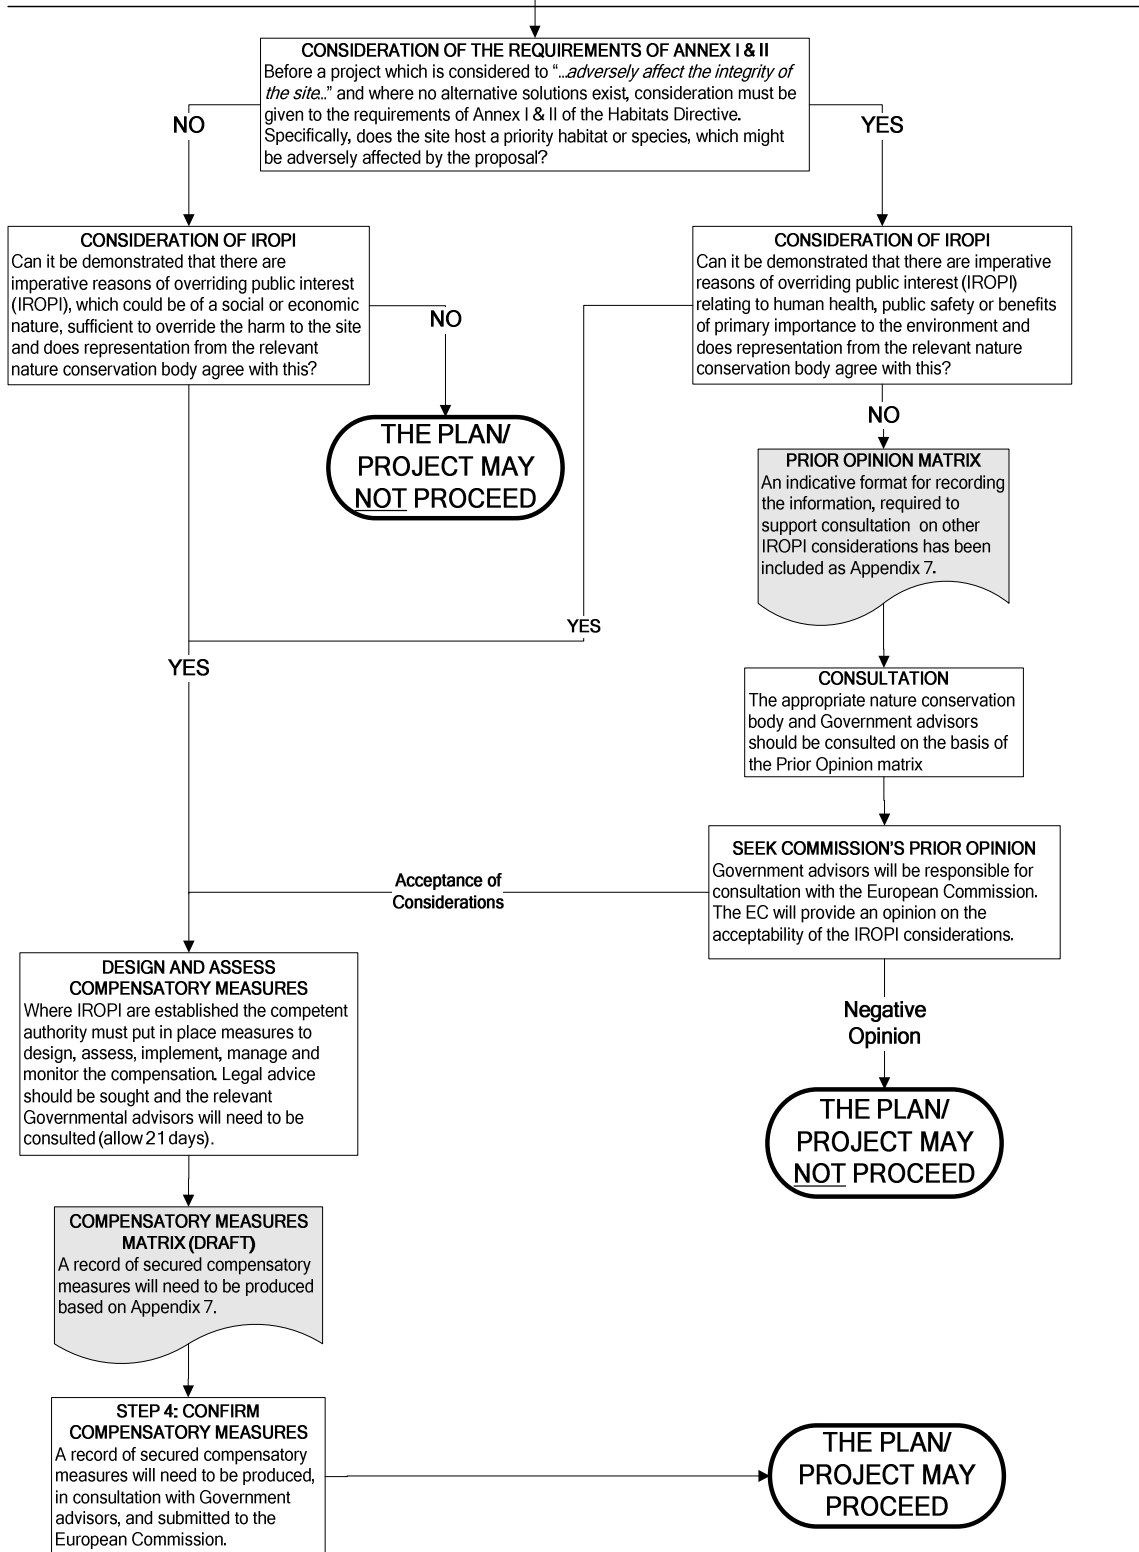 CONSIDERATION OF THE REQUIREMENTS OF ANNEX I & II
Before a project which is considered to “...adversely affect the integrity of
the site...” and where no alternative solutions exist, consideration must be
given to the requirements of Annex I & II of the Habitats Directive.
Specifically, does the site host a priority habitat or species, which might
be adversely affected by the proposal?
NO
YES
CONSIDERATION OF IROPI
Can it be demonstrated that there are
imperative reasons of overriding public interest
(IROPI), which could be of a social or economic
nature, sufficient to override the harm to the site
and does representation from the relevant
nature conservation body agree with this?
NO
THE PLAN/
PROJECT MAY
NOT PROCEED
CONSIDERATION OF IROPI
Can it be demonstrated that there are imperative
reasons of overriding public interest (IROPI)
relating to human health, public safety or benefits
of primary importance to the environment and
does representation from the relevant nature
conservation body agree with this?
NO
PRIOR OPINION MATRIX
An indicative format for recording
the information, required to
support consultation on other
IROPI considerations has been
included as Appendix 7.
YES
YES
CONSULTATION
The appropriate nature conservation
body and Government advisors
should be consulted on the basis of
the Prior Opinion matrix
SEEK COMMISSION'S PRIOR OPINION
Government advisors will be responsible for
consultation with the European Commission.
The EC will provide an opinion on the
acceptability of the IROPI considerations.
Acceptance of
Considerations
Negative
Opinion
THE PLAN/
PROJECT MAY
NOT PROCEED
DESIGN AND ASSESS
COMPENSATORY MEASURES
Where IROPI are established the competent
authority must put in place measures to
design, assess, implement, manage and
monitor the compensation. Legal advice
should be sought and the relevant
Governmental advisors will need to be
consulted (allow 21 days).
COMPENSATORY MEASURES
MATRIX (DRAFT)
A record of secured compensatory
measures will need to be produced
based on Appendix 7.
STEP 4: CONFIRM
COMPENSATORY MEASURES
A record of secured compensatory
measures will need to be produced,
in consultation with Government
advisors, and submitted to the
European Commission.
THE PLAN/
PROJECT MAY
PROCEED